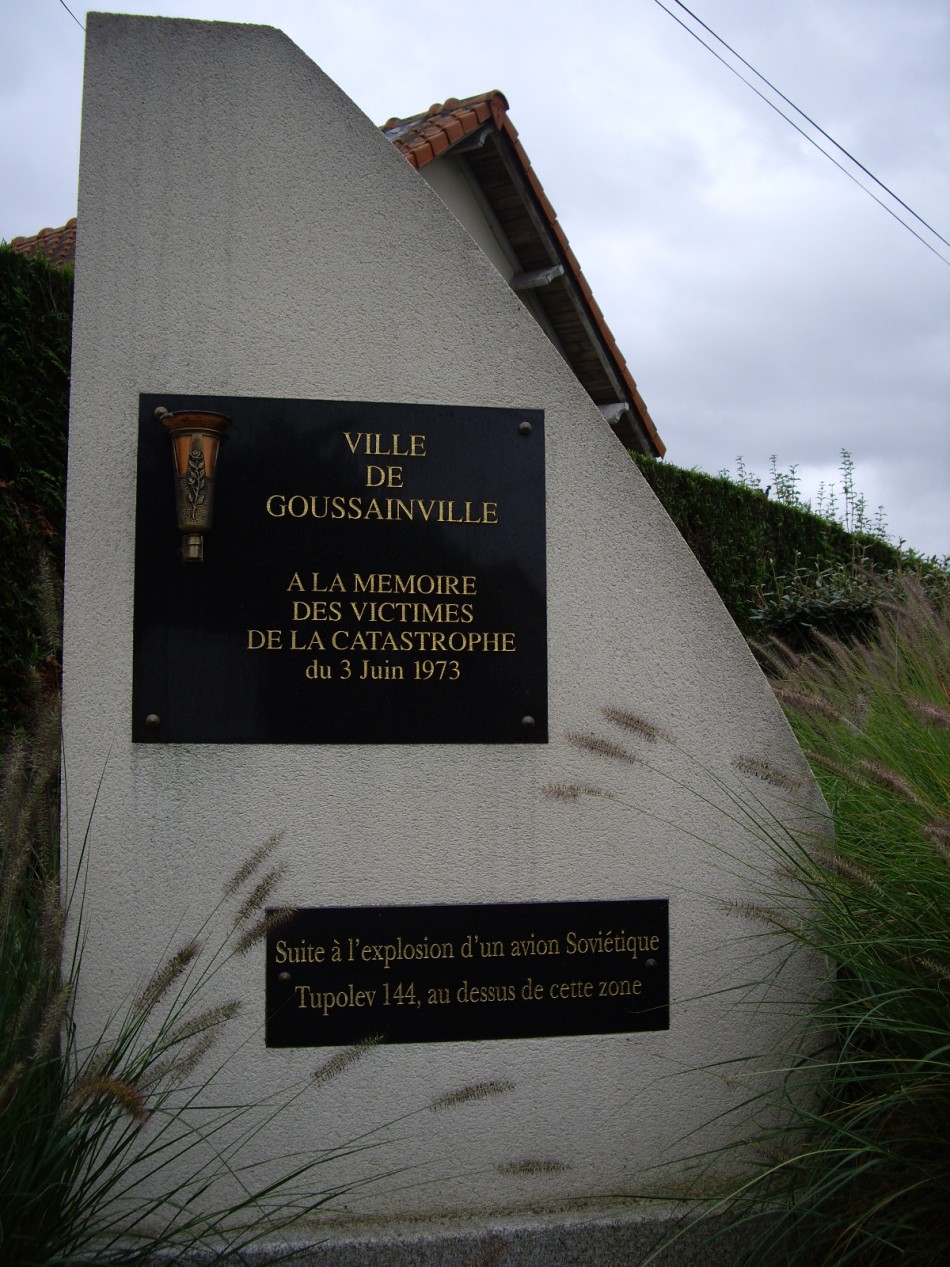 VILLE
DE
GOUSSAINVILLE
A LA MEMOIRE
DES VICTIMES
DE LA CATASTROPHE
du 3 Juin 1973
Suite à l'explosion d'un avion Soviétique
Tupolev 144, au dessus de cette zone